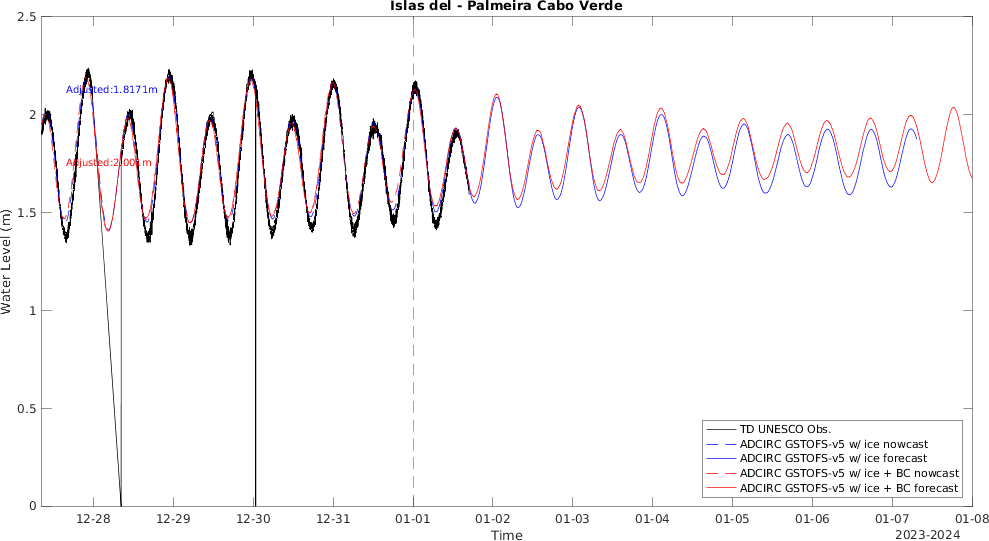 Islas del - Palmeira Cabo Verde
2.5
2
1.5
1
0.5
0
Water Level (m)
Adjusted:1.8171m
Adjusted:2.001m
TD UNESCO Obs.
ADCIRC GSTOFS-v5 w/ ice nowcast
ADCIRC GSTOFS-v5 w/ ice forecast
ADCIRC GSTOFS-v5 w/ ice + BC nowcast
ADCIRC GSTOFS-v5 w/ ice + BC forecast
12-28 12-29 12-30 12-31 01-01 01-02 01-03 01-04 01-05 01-06 01-07 01-08
Time
2023-2024